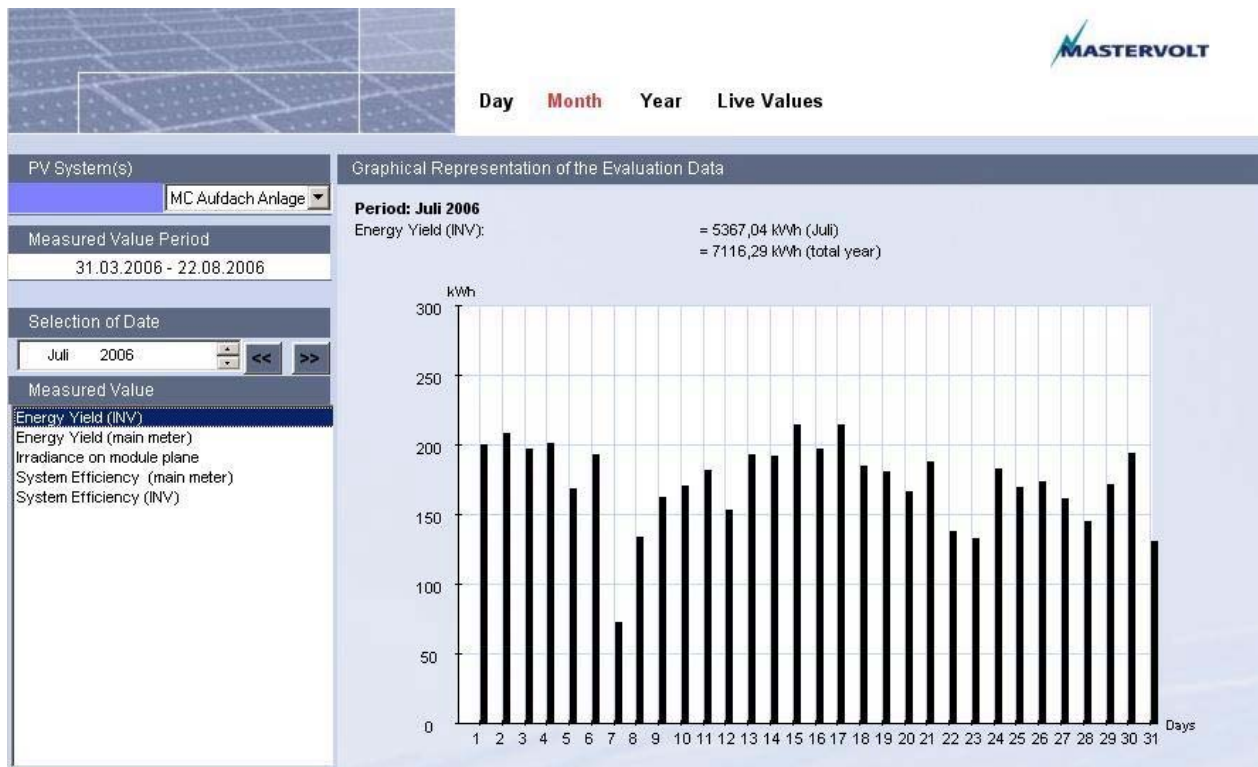 MASTERVOLT
Day Month Year Live Values
PV System(s)
MC Aufdach Anlage
Measured Value Period
31.03.2006 - 22.08.2006
Selection of Date
Juli 2006 << >>
Measured Value
Energy Yield (INV)
Energy Yield (main meter)
Irradiance on module plane
System Efficiency (main meter)
System Efficiency (INV)
Graphical Representation of the Evaluation Data
Period: Juli 2006
Energy Yield (INV): = 5367,04 kWh (Juli)
= 7116,29 kWh (total year)
kWh
300
250
200
150
100
50
0
1 2 3 4 5 6 7 8 9 10 11 12 13 14 15 16 17 18 19 20 21 22 23 24 25 26 27 28 29 30 31 Days